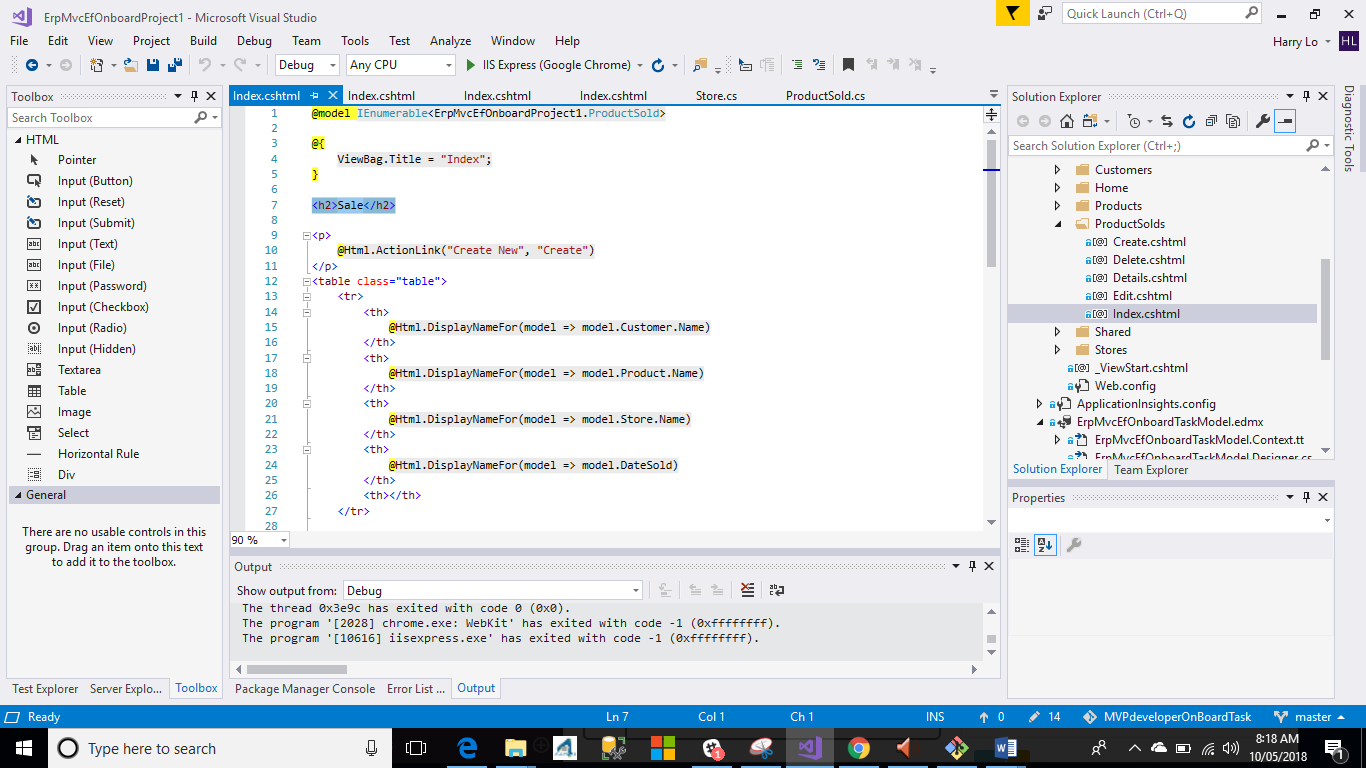 ErpMvcEfOnboardProject1 - Microsoft Visual Studio
Quick Launch (Ctrl+Q)
File Edit View Project Build Debug Team Tools Test Analyze Window Help
Harry Lo HL
Debug Any CPU IIS Express (Google Chrome)
Toolbox
Search Toolbox
HTML
Pointer
Input (Button)
Input (Reset)
Input (Submit)
Input (Text)
Input (File)
Input (Password)
Input (Checkbox)
Input (Radio)
Input (Hidden)
Textarea
Table
Image
Select
Horizontal Rule
Div
General
There are no usable controls in this
group. Drag an item onto this text
to add it to the toolbox.
Test Explorer Server Explo... Toolbox
Index.cshtml Index.cshtml Index.cshtml Index.cshtml Store.cs ProductSold.cs
1 @model IEnumerable<ErpMvcEfOnboardProject1.ProductSold>
2
3 @{
4 ViewBag.Title = "Index";
5 }
6
7 <h2>Sale</h2>
8
9 <p>
10 @Html.ActionLink("Create New", "Create")
11 </p>
12 <table class="table">
13 <tr>
14 <th>
15 @Html.DisplayNameFor(model => model.Customer.Name)
16 </th>
17 <th>
18 @Html.DisplayNameFor(model => model.Product.Name)
19 </th>
20 <th>
21 @Html.DisplayNameFor(model => model.Store.Name)
22 </th>
23 <th>
24 @Html.DisplayNameFor(model => model.DateSold)
25 </th>
26 <th></th>
27 </tr>
28
90 %
Output
Show output from: Debug
The thread 0x3e9c has exited with code 0 (0x0).
The program '[2028] chrome.exe: WebKit' has exited with code -1 (0xffffffff).
The program '[10616] iisexpress.exe' has exited with code -1 (0xffffffff).
Package Manager Console Error List ... Output
Solution Explorer
Search Solution Explorer (Ctrl+;)
Customers
Home
Products
ProductSolds
Create.cshtml
Delete.cshtml
Details.cshtml
Edit.cshtml
Index.cshtml
Shared
Stores
_ViewStart.cshtml
Web.config
ApplicationInsights.config
ErpMvcEfOnboardTaskModel.edmx
ErpMvcEfOnboardTaskModel.Context.tt
ErpMvcEfOnboardTaskModel.Designer.cs
Solution Explorer Team Explorer
Properties
Diagnostic Tools
Ready Ln 7 Col 1 Ch 1 INS 0 14 MVPdeveloperOnBoardTask master
Type here to search
8:18 AM
10/05/2018